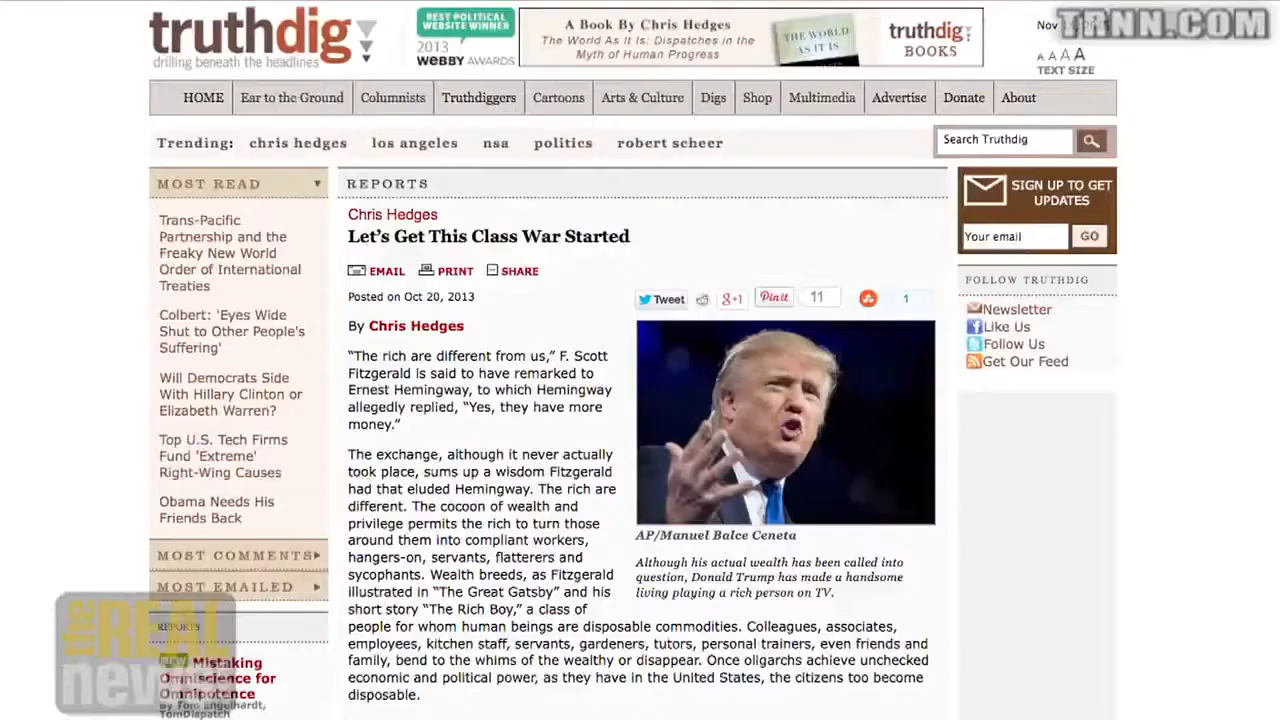 truthdig
drilling beneath the headlines
BEST POLITICAL
WEBSITE WINNER
2013
WEBBY AWARDS
A Book By Chris Hedges
The World As It Is: Dispatches in the
Myth of Human Progress
THE WORLD
AS IT IS
truthdig
BOOKS
Nov
TRNN.COM
A A A A
TEXT SIZE
HOME Ear to the Ground Columnists Truthdiggers Cartoons Arts & Culture Digs Shop Multimedia Advertise Donate About
Trending: chris hedges los angeles nsa politics robert scheer
Search Truthdig
MOST READ
Trans-Pacific
Partnership and the
Freaky New World
Order of International
Treaties
Colbert: 'Eyes Wide
Shut to Other People's
Suffering'
Will Democrats Side
With Hillary Clinton or
Elizabeth Warren?
Top U.S. Tech Firms
Fund 'Extreme'
Right-Wing Causes
Obama Needs His
Friends Back
MOST COMMENTS
MOST EMAILED
REPORTS
NEW Mistaking
Omniscience for
Omnipotence
By Tom Engelhardt,
TomDispatch
the REAL
news
REPORTS
Chris Hedges
Let's Get This Class War Started
EMAIL PRINT SHARE
Posted on Oct 20, 2013
Tweet g+1 Pin it 11 1
By Chris Hedges
“The rich are different from us,” F. Scott
Fitzgerald is said to have remarked to
Ernest Hemingway, to which Hemingway
allegedly replied, “Yes, they have more
money.”
The exchange, although it never actually
took place, sums up a wisdom Fitzgerald
had that eluded Hemingway. The rich are
different. The cocoon of wealth and
privilege permits the rich to turn those
around them into compliant workers,
hangers-on, servants, flatterers and
sycophants. Wealth breeds, as Fitzgerald
illustrated in “The Great Gatsby” and his
short story “The Rich Boy,” a class of
people for whom human beings are disposable commodities. Colleagues, associates,
employees, kitchen staff, servants, gardeners, tutors, personal trainers, even friends and
family, bend to the whims of the wealthy or disappear. Once oligarchs achieve unchecked
economic and political power, as they have in the United States, the citizens too become
disposable.
AP/Manuel Balce Ceneta
Although his actual wealth has been called into
question, Donald Trump has made a handsome
living playing a rich person on TV.
SIGN UP TO GET
UPDATES
Your email GO
FOLLOW TRUTHDIG
Newsletter
Like Us
Follow Us
Get Our Feed